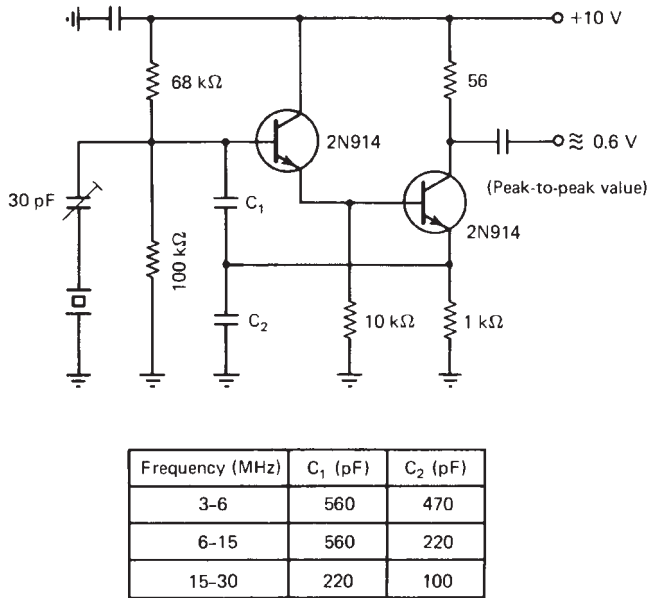 +10 V
68 kΩ
56
2N914
≈ 0.6 V
(Peak-to-peak value)
30 pF
C₁
2N914
100 kΩ
C₂
10 kΩ
1 kΩ
Frequency (MHz) C₁ (pF) C₂ (pF)
3–6 560 470
6–15 560 220
15–30 220 100